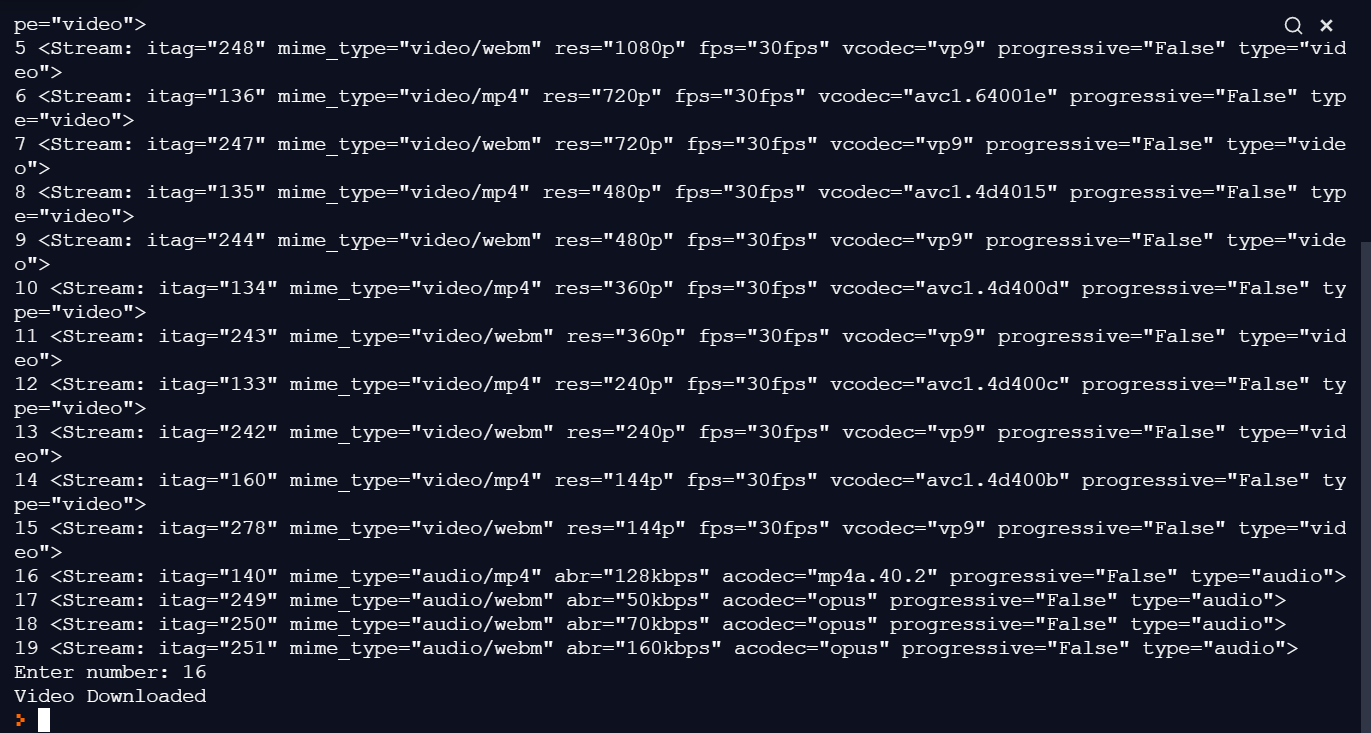 pe="video">
5 <Stream: itag="248" mime_type="video/webm" res="1080p" fps="30fps" vcodec="vp9" progressive="False" type="vid
eo">
6 <Stream: itag="136" mime_type="video/mp4" res="720p" fps="30fps" vcodec="avc1.64001e" progressive="False" typ
e="video">
7 <Stream: itag="247" mime_type="video/webm" res="720p" fps="30fps" vcodec="vp9" progressive="False" type="vide
o">
8 <Stream: itag="135" mime_type="video/mp4" res="480p" fps="30fps" vcodec="avc1.4d4015" progressive="False" typ
e="video">
9 <Stream: itag="244" mime_type="video/webm" res="480p" fps="30fps" vcodec="vp9" progressive="False" type="vide
o">
10 <Stream: itag="134" mime_type="video/mp4" res="360p" fps="30fps" vcodec="avc1.4d400d" progressive="False" ty
pe="video">
11 <Stream: itag="243" mime_type="video/webm" res="360p" fps="30fps" vcodec="vp9" progressive="False" type="vid
eo">
12 <Stream: itag="133" mime_type="video/mp4" res="240p" fps="30fps" vcodec="avc1.4d400c" progressive="False" ty
pe="video">
13 <Stream: itag="242" mime_type="video/webm" res="240p" fps="30fps" vcodec="vp9" progressive="False" type="vid
eo">
14 <Stream: itag="160" mime_type="video/mp4" res="144p" fps="30fps" vcodec="avc1.4d400b" progressive="False" ty
pe="video">
15 <Stream: itag="278" mime_type="video/webm" res="144p" fps="30fps" vcodec="vp9" progressive="False" type="vid
eo">
16 <Stream: itag="140" mime_type="audio/mp4" abr="128kbps" acodec="mp4a.40.2" progressive="False" type="audio">
17 <Stream: itag="249" mime_type="audio/webm" abr="50kbps" acodec="opus" progressive="False" type="audio">
18 <Stream: itag="250" mime_type="audio/webm" abr="70kbps" acodec="opus" progressive="False" type="audio">
19 <Stream: itag="251" mime_type="audio/webm" abr="160kbps" acodec="opus" progressive="False" type="audio">
Enter number: 16
Video Downloaded